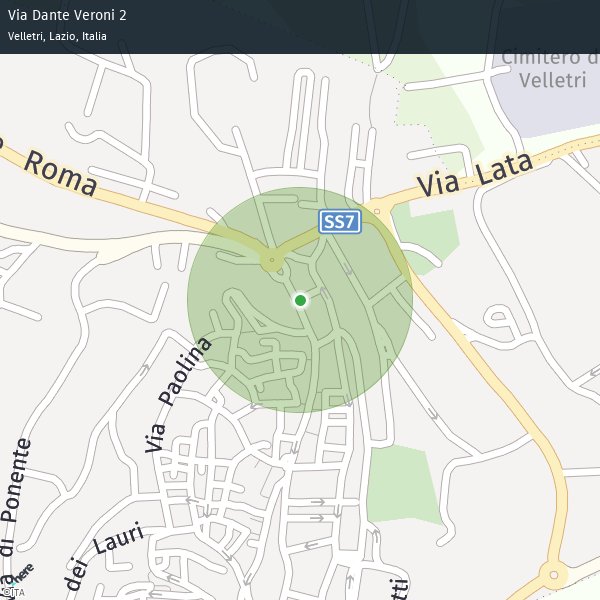 Via Dante Veroni 2
Velletri, Lazio, Italia
Cimitero d
Velletri
Roma
Via Lata
SS7
Via Paolina
a di Ponente
dei Lauri
tti
here
©ITA